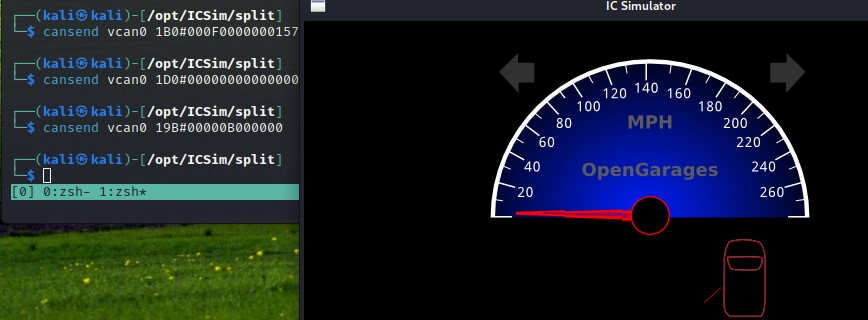 IC Simulator
┌──(kali㉿kali)-[/opt/ICSim/split]
└─$ cansend vcan0 1B0#000F0000000157
┌──(kali㉿kali)-[/opt/ICSim/split]
└─$ cansend vcan0 1D0#00000000000000
┌──(kali㉿kali)-[/opt/ICSim/split]
└─$ cansend vcan0 19B#00000B000000
┌──(kali㉿kali)-[/opt/ICSim/split]
└─$
[0] 0:zsh- 1:zsh*
20
40
60
80
100
120
140
160
180
200
220
240
260
MPH
OpenGarages